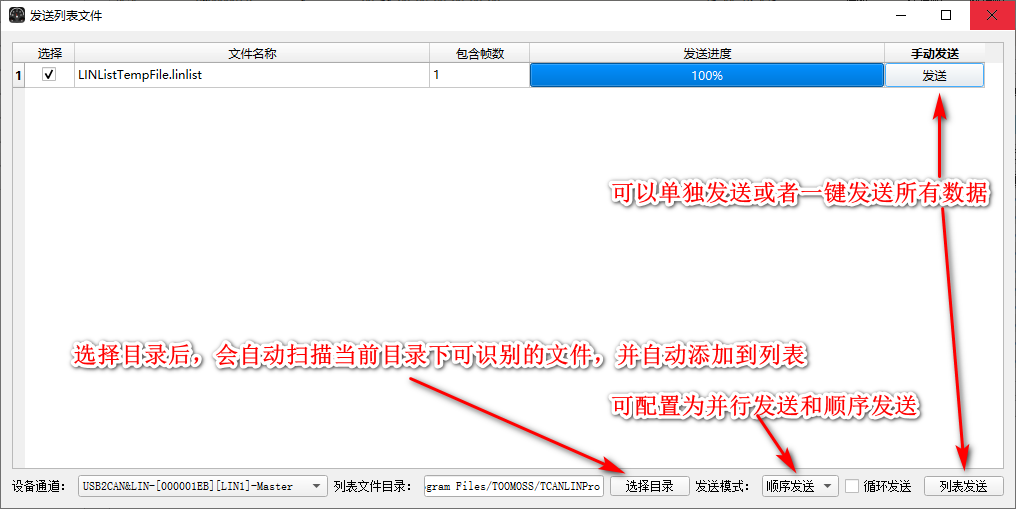 发送列表文件
选择 文件名称 包含帧数 发送进度 手动发送
1 LINListTempFile.linlist 1 100% 发送
可以单独发送或者一键发送所有数据
选择目录后，会自动扫描当前目录下可识别的文件，并自动添加到列表
可配置为并行发送和顺序发送
设备通道： USB2CAN&LIN-[000001BB][LIN1]-Master 列表文件目录： gram Files/TOOMOSS/TCANLINPro 选择目录 发送模式： 顺序发送 循环发送 列表发送